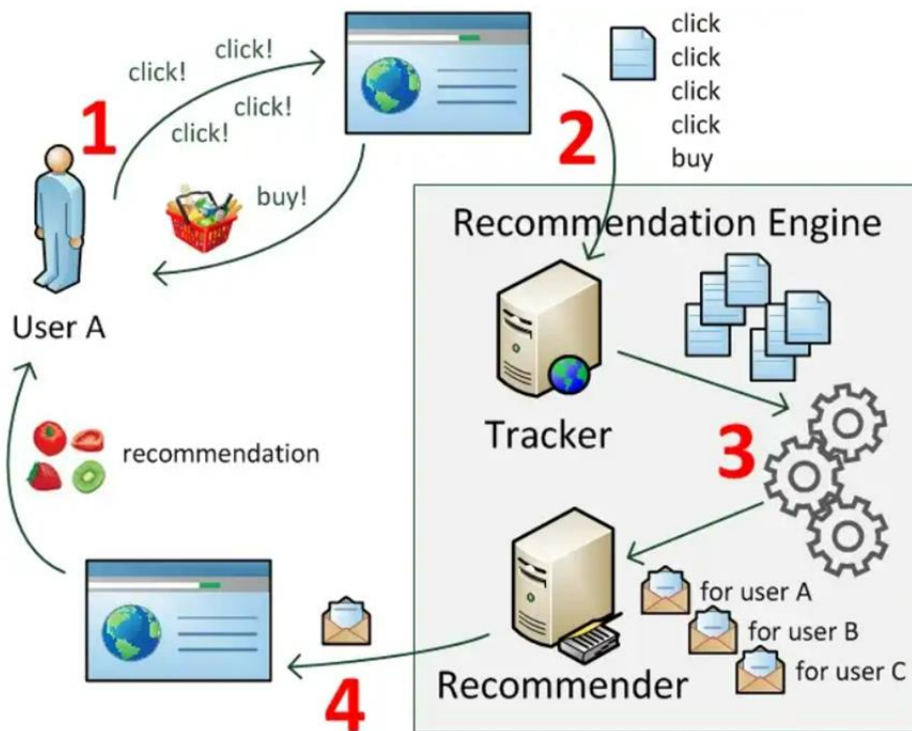 click!
click!
click!
click!
1
buy!
User A
2
click
click
click
click
buy
Recommendation Engine
Tracker
3
Recommender
for user A
for user B
for user C
4
recommendation